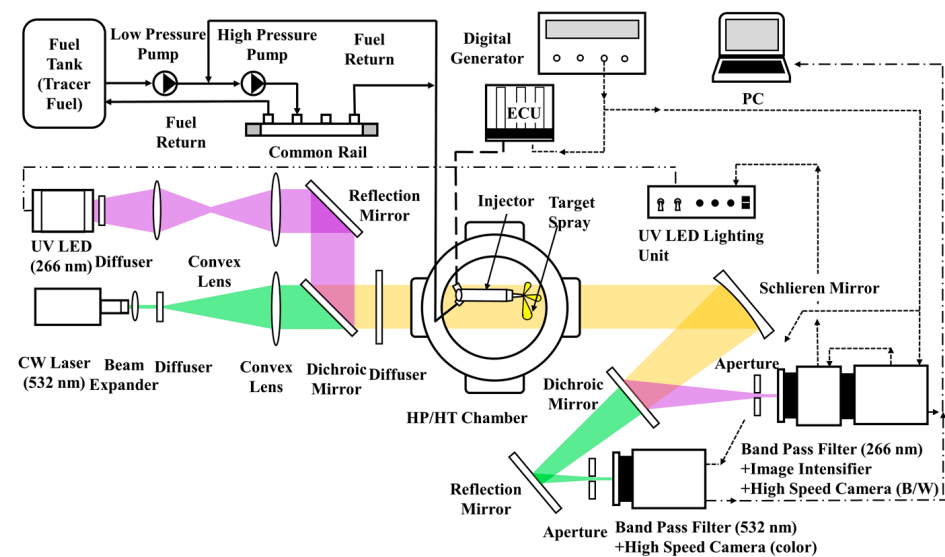 Fuel
Tank
(Tracer
Fuel)
Low Pressure
Pump
High Pressure
Pump
Fuel
Return
Fuel
Return
Common Rail
Digital
Generator
ECU
PC
UV LED
(266 nm)
Diffuser
Convex
Lens
Reflection
Mirror
Injector
Target
Spray
UV LED Lighting
Unit
Schlieren Mirror
CW Laser
(532 nm)
Beam
Expander
Diffuser
Convex
Lens
Dichroic
Mirror
Diffuser
HP/HT Chamber
Dichroic
Mirror
Aperture
Band Pass Filter (266 nm)
+Image Intensifier
+High Speed Camera (B/W)
Reflection
Mirror
Aperture
Band Pass Filter (532 nm)
+High Speed Camera (color)